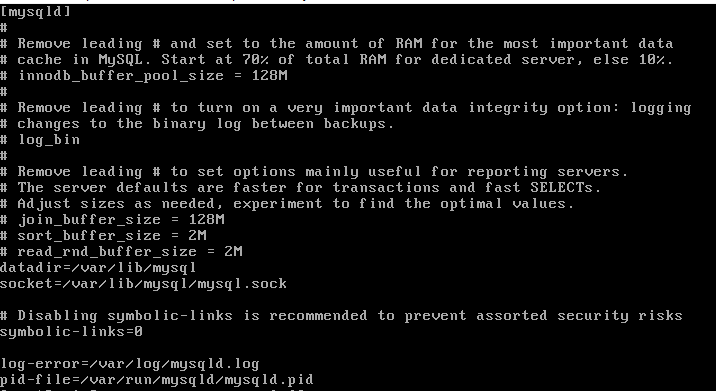 [mysqld]
#
# Remove leading # and set to the amount of RAM for the most important data
# cache in MySQL. Start at 70% of total RAM for dedicated server, else 10%.
# innodb_buffer_pool_size = 128M
#
# Remove leading # to turn on a very important data integrity option: logging
# changes to the binary log between backups.
# log_bin
#
# Remove leading # to set options mainly useful for reporting servers.
# The server defaults are faster for transactions and fast SELECTs.
# Adjust sizes as needed, experiment to find the optimal values.
# join_buffer_size = 128M
# sort_buffer_size = 2M
# read_rnd_buffer_size = 2M
datadir=/var/lib/mysql
socket=/var/lib/mysql/mysql.sock
# Disabling symbolic-links is recommended to prevent assorted security risks
symbolic-links=0
log-error=/var/log/mysqld.log
pid-file=/var/run/mysqld/mysqld.pid